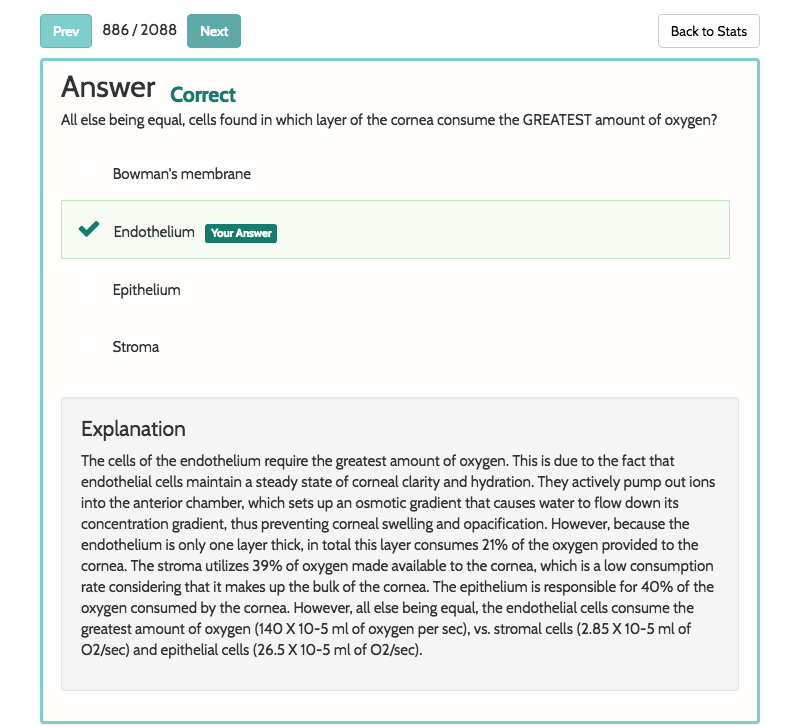 Prev 886 / 2088 Next Back to Stats
Answer Correct
All else being equal, cells found in which layer of the cornea consume the GREATEST amount of oxygen?
Bowman's membrane
Endothelium Your Answer
Epithelium
Stroma
Explanation
The cells of the endothelium require the greatest amount of oxygen. This is due to the fact that
endothelial cells maintain a steady state of corneal clarity and hydration. They actively pump out ions
into the anterior chamber, which sets up an osmotic gradient that causes water to flow down its
concentration gradient, thus preventing corneal swelling and opacification. However, because the
endothelium is only one layer thick, in total this layer consumes 21% of the oxygen provided to the
cornea. The stroma utilizes 39% of oxygen made available to the cornea, which is a low consumption
rate considering that it makes up the bulk of the cornea. The epithelium is responsible for 40% of the
oxygen consumed by the cornea. However, all else being equal, the endothelial cells consume the
greatest amount of oxygen (140 X 10-5 ml of oxygen per sec), vs. stromal cells (2.85 X 10-5 ml of
O2/sec) and epithelial cells (26.5 X 10-5 ml of O2/sec).